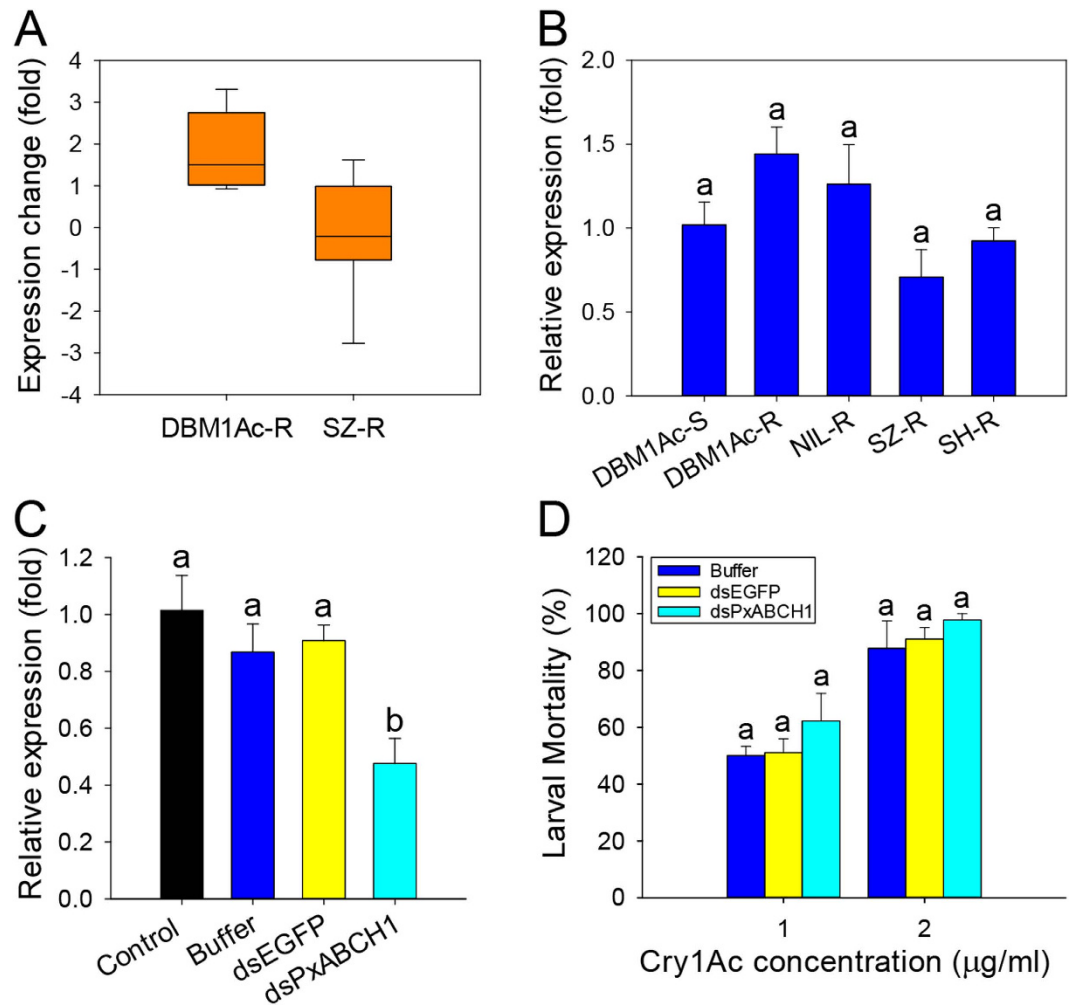 A
Expression change (fold)
4
3
2
1
0
-1
-2
-3
-4
DBM1Ac-R SZ-R
B
Relative expression (fold)
2.0
1.5
1.0
0.5
0.0
a
a
a
a
a
DBM1Ac-S
DBM1Ac-R
NIL-R
SZ-R
SH-R
C
Relative expression (fold)
1.2
1.0
0.8
0.6
0.4
0.2
0.0
a
a
a
b
Control
Buffer
dsEGFP
dsPxABCH1
D
Larval Mortality (%)
120
100
80
60
40
20
0
Buffer
dsEGFP
dsPxABCH1
a
a
a
a
a
a
1 2
Cry1Ac concentration (μg/ml)